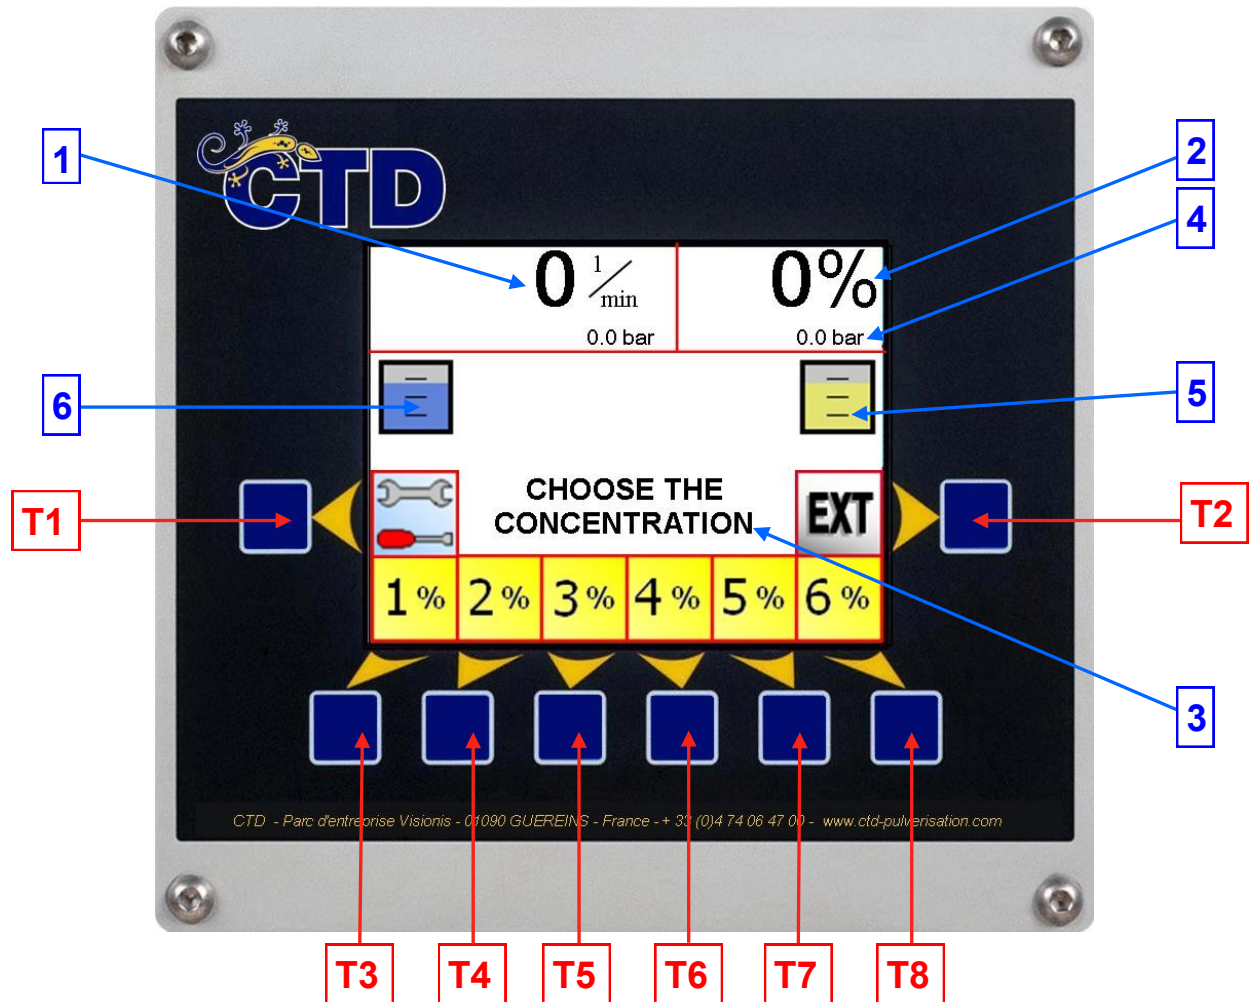 CTD
1
2
4
0 l/min
0%
0.0 bar
0.0 bar
6
5
T1
CHOOSE THE
CONCENTRATION
EXT
T2
1 %
2 %
3 %
4 %
5 %
6 %
3
CTD - Parc d'entreprise Visionis - 01090 GUEREINS - France - + 33 (0)4 74 06 47 00 - www.ctd-pulverisation.com
T3
T4
T5
T6
T7
T8